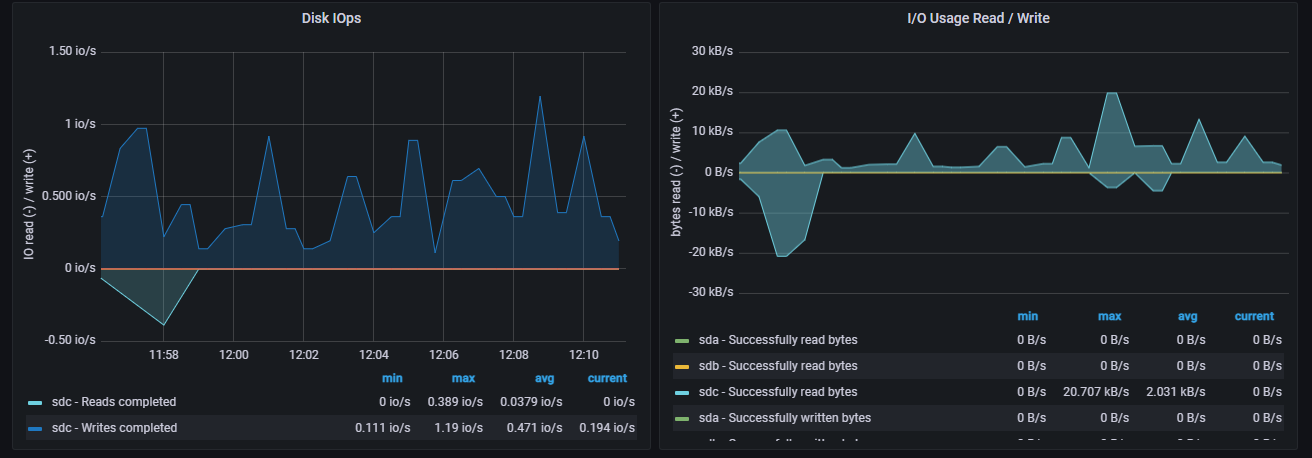 Disk IOps
IO read (-) / write (+)
1.50 io/s
1 io/s
0.500 io/s
0 io/s
-0.50 io/s
11:58 12:00 12:02 12:04 12:06 12:08 12:10
min max avg current
sdc - Reads completed 0 io/s 0.389 io/s 0.0379 io/s 0 io/s
sdc - Writes completed 0.111 io/s 1.19 io/s 0.471 io/s 0.194 io/s
I/O Usage Read / Write
bytes read (-) / write (+)
30 kB/s
20 kB/s
10 kB/s
0 B/s
-10 kB/s
-20 kB/s
-30 kB/s
min max avg current
sda - Successfully read bytes 0 B/s 0 B/s 0 B/s 0 B/s
sdb - Successfully read bytes 0 B/s 0 B/s 0 B/s 0 B/s
sdc - Successfully read bytes 0 B/s 20.707 kB/s 2.031 kB/s 0 B/s
sda - Successfully written bytes 0 B/s 0 B/s 0 B/s 0 B/s